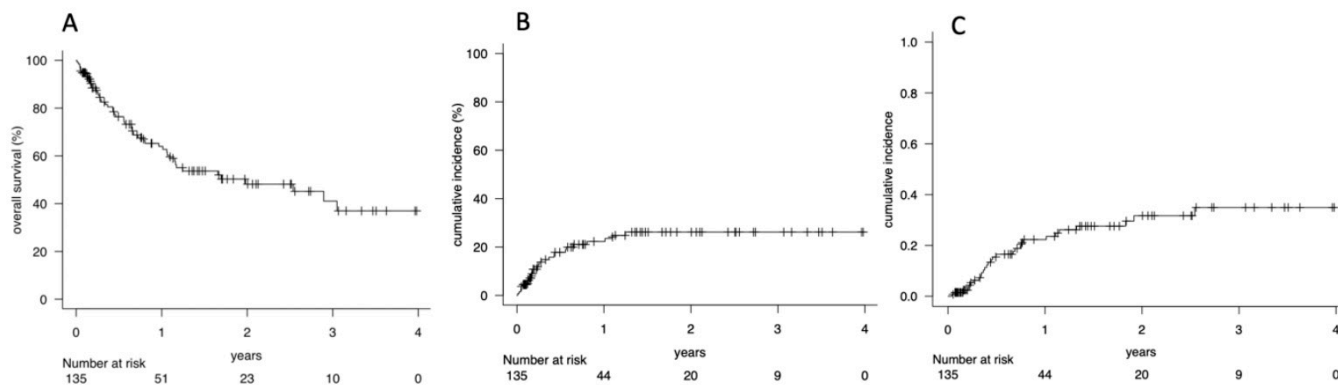 A
overall survival (%)
100
80
60
40
20
0
0 1 2 3 4
years
Number at risk
135 51 23 10 0
B
cumulative incidence (%)
100
80
60
40
20
0
0 1 2 3 4
years
Number at risk
135 44 20 9 0
C
cumulative incidence
1.0
0.8
0.6
0.4
0.2
0.0
0 1 2 3 4
years
Number at risk
135 44 20 9 0